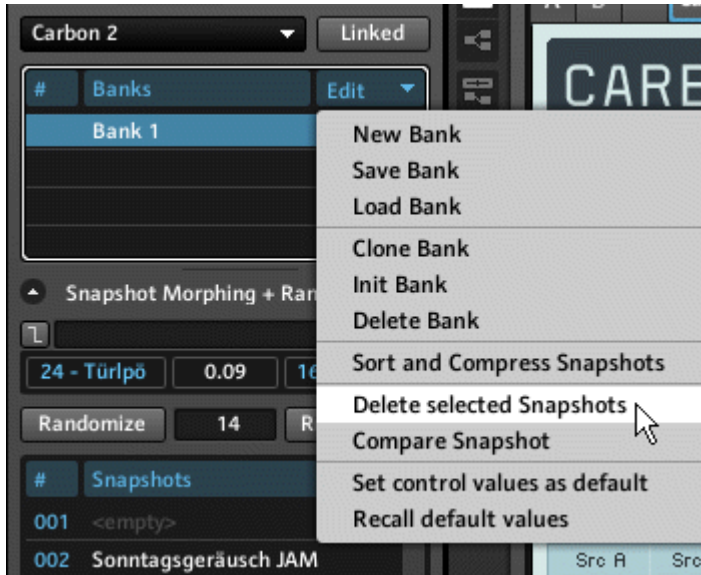 A B
Carbon 2 Linked
# Banks Edit
CARB
Bank 1
New Bank
Save Bank
Load Bank
Clone Bank
Init Bank
Delete Bank
Snapshot Morphing + Ran
24 - Türlpö 0.09 16
Sort and Compress Snapshots
Delete selected Snapshots
Randomize 14 R
Compare Snapshot
# Snapshots
Set control values as default
001 <empty>
Recall default values
002 Sonntagsgeräusch JAM
Src A Src